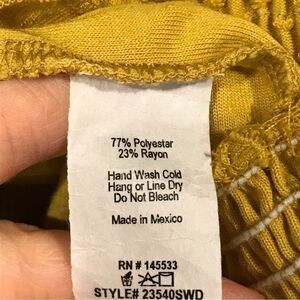 77% Polyestar
23% Rayon
Hand Wash Cold
Hang or Line Dry
Do Not Bleach
Made in Mexico
RN # 145533
STYLE# 23540SWD